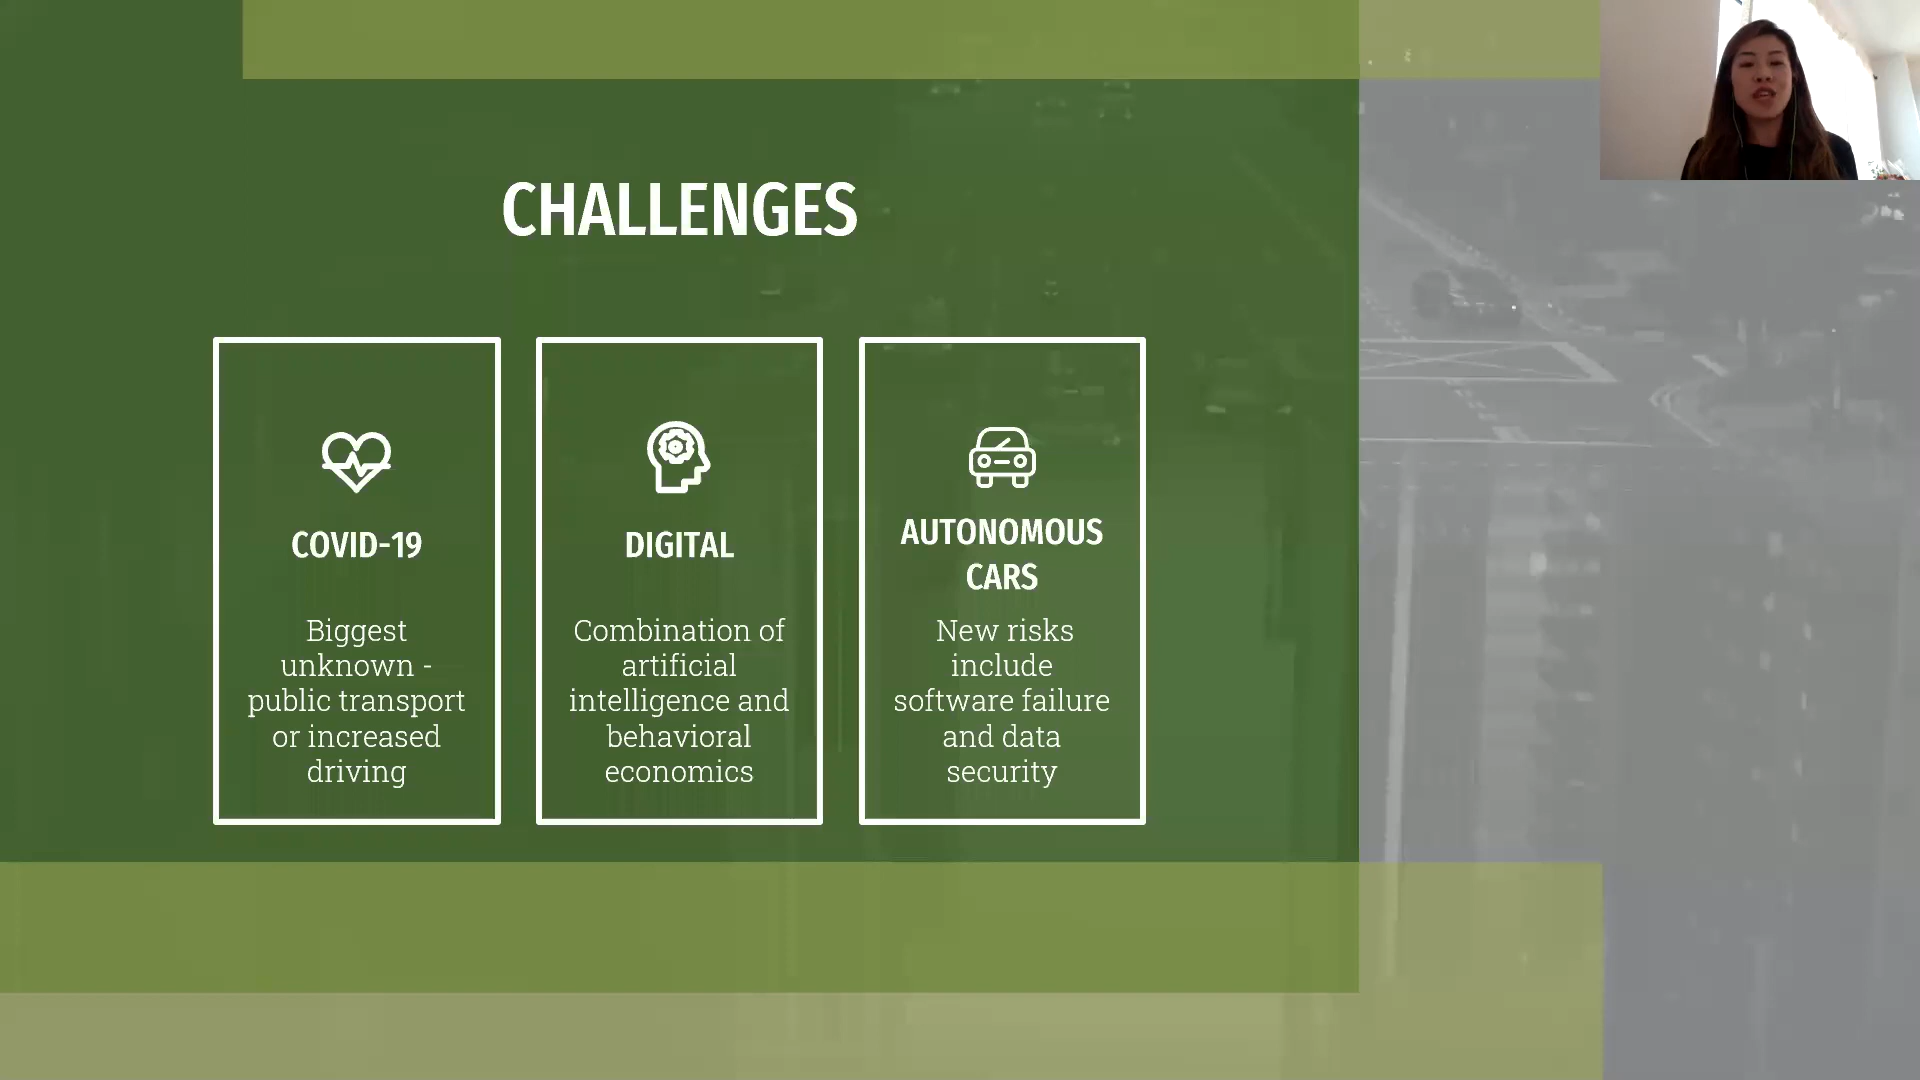 CHALLENGES
COVID-19
Biggest
unknown -
public transport
or increased
driving
DIGITAL
Combination of
artificial
intelligence and
behavioral
economics
AUTONOMOUS
CARS
New risks
include
software failure
and data
security